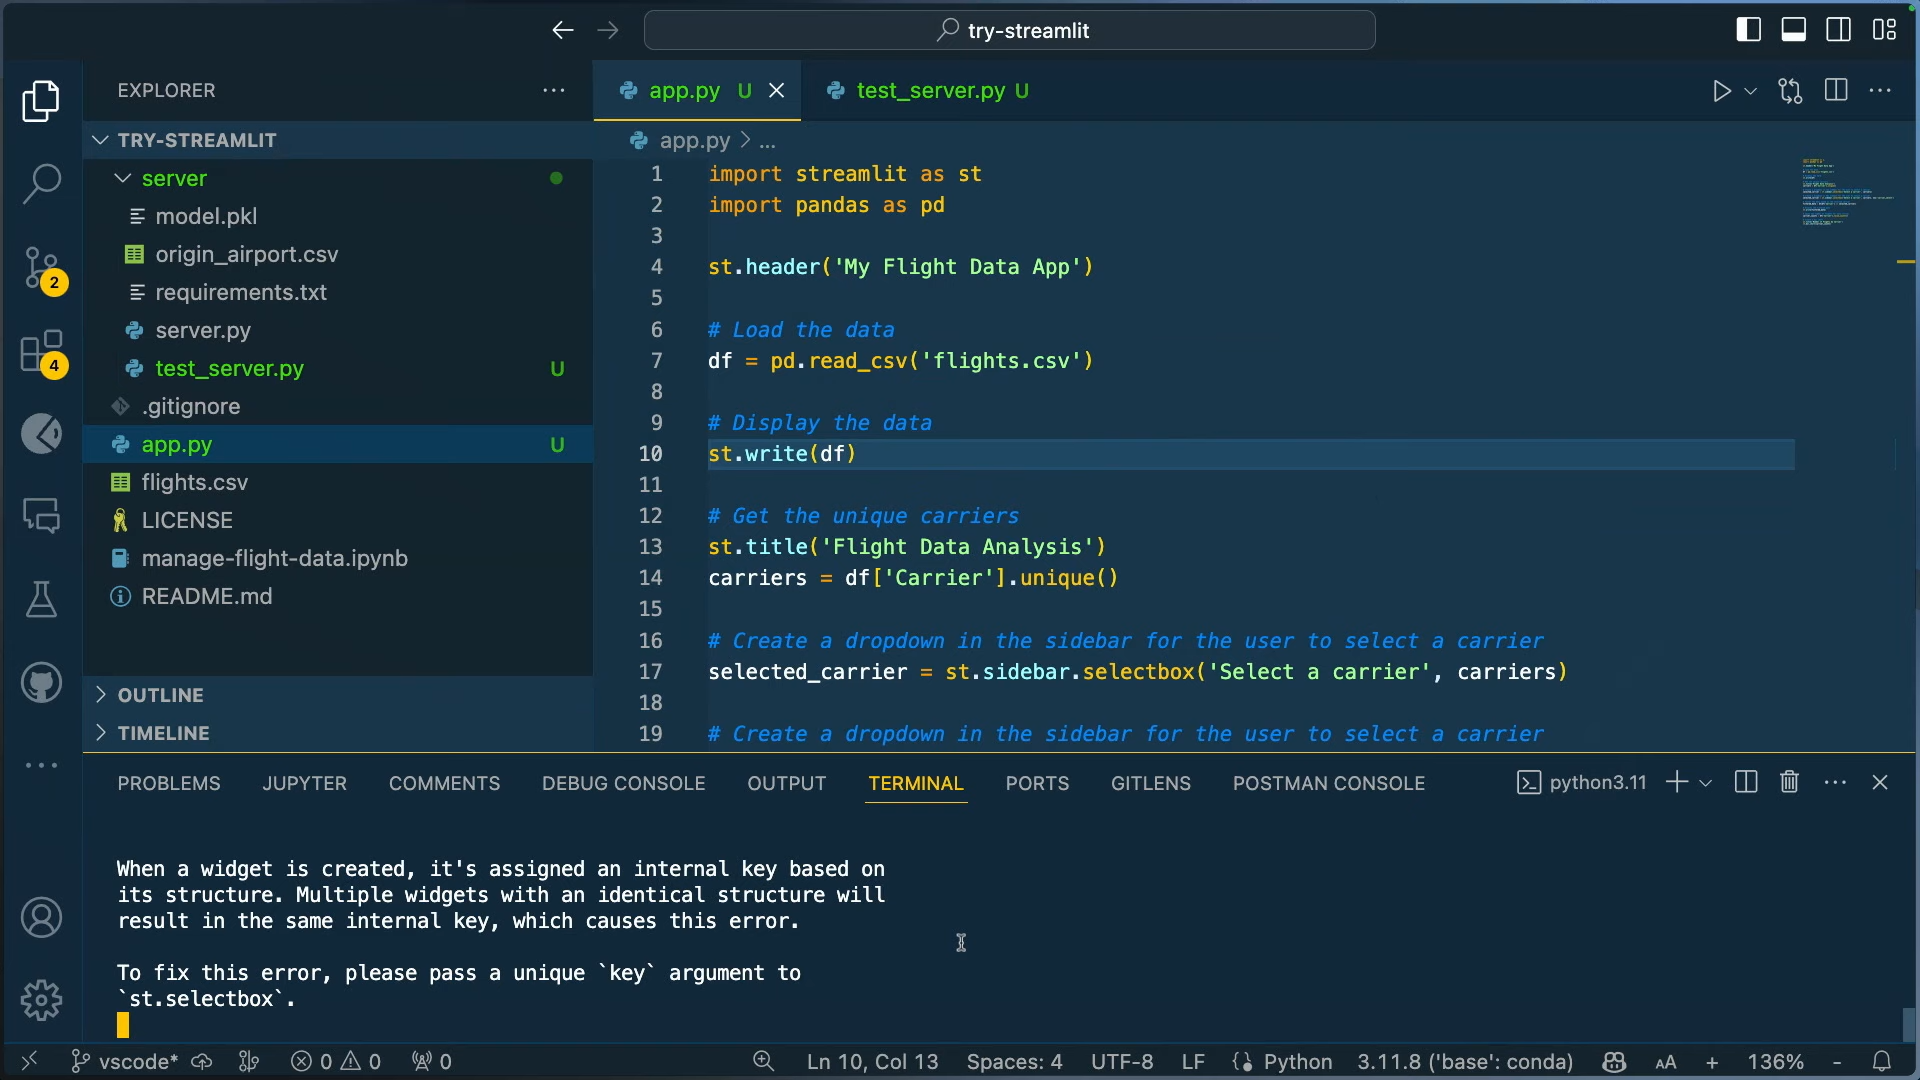 try-streamlit
EXPLORER
app.py U
test_server.py U
TRY-STREAMLIT
server
model.pkl
origin_airport.csv
requirements.txt
server.py
test_server.py U
.gitignore
app.py U
flights.csv
LICENSE
manage-flight-data.ipynb
README.md
OUTLINE
TIMELINE
2
4
app.py > ...
1 import streamlit as st
2 import pandas as pd
3
4 st.header('My Flight Data App')
5
6 # Load the data
7 df = pd.read_csv('flights.csv')
8
9 # Display the data
10 st.write(df)
11
12 # Get the unique carriers
13 st.title('Flight Data Analysis')
14 carriers = df['Carrier'].unique()
15
16 # Create a dropdown in the sidebar for the user to select a carrier
17 selected_carrier = st.sidebar.selectbox('Select a carrier', carriers)
18
19 # Create a dropdown in the sidebar for the user to select a carrier
PROBLEMS JUPYTER COMMENTS DEBUG CONSOLE OUTPUT TERMINAL PORTS GITLENS POSTMAN CONSOLE python3.11
When a widget is created, it's assigned an internal key based on
its structure. Multiple widgets with an identical structure will
result in the same internal key, which causes this error.
To fix this error, please pass a unique `key` argument to
`st.selectbox`.
vscode* 0 0 0 Ln 10, Col 13 Spaces: 4 UTF-8 LF Python 3.11.8 ('base': conda) AA + 136% -